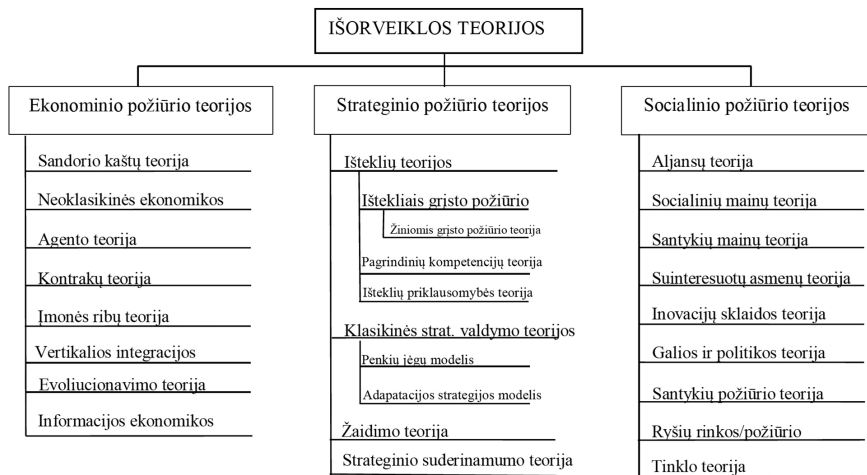 IŠORVEIKLOS TEORIJOS
Ekonominio požiūrio teorijos
Sandorio kaštų teorija
Neoklasikinės ekonomikos
Agento teorija
Kontrakų teorija
Įmonės ribų teorija
Vertikalios integracijos
Evoliucionavimo teorija
Informacijos ekonomikos
Strateginio požiūrio teorijos
Išteklių teorijos
Ištekliais grįsto požiūrio
Žiniomis grįsto požiūrio teorija
Pagrindinių kompetencijų teorija
Išteklių priklausomybės teorija
Klasikinės strat. valdymo teorijos
Penkių jėgų modelis
Adapatacijos strategijos modelis
Žaidimo teorija
Strateginio suderinamumo teorija
Socialinio požiūrio teorijos
Aljansų teorija
Socialinių mainų teorija
Santykių mainų teorija
Suinteresuotų asmenų teorija
Inovacijų sklaidos teorija
Galios ir politikos teorija
Santykių požiūrio teorija
Ryšių rinkos/požiūrio
Tinklo teorija